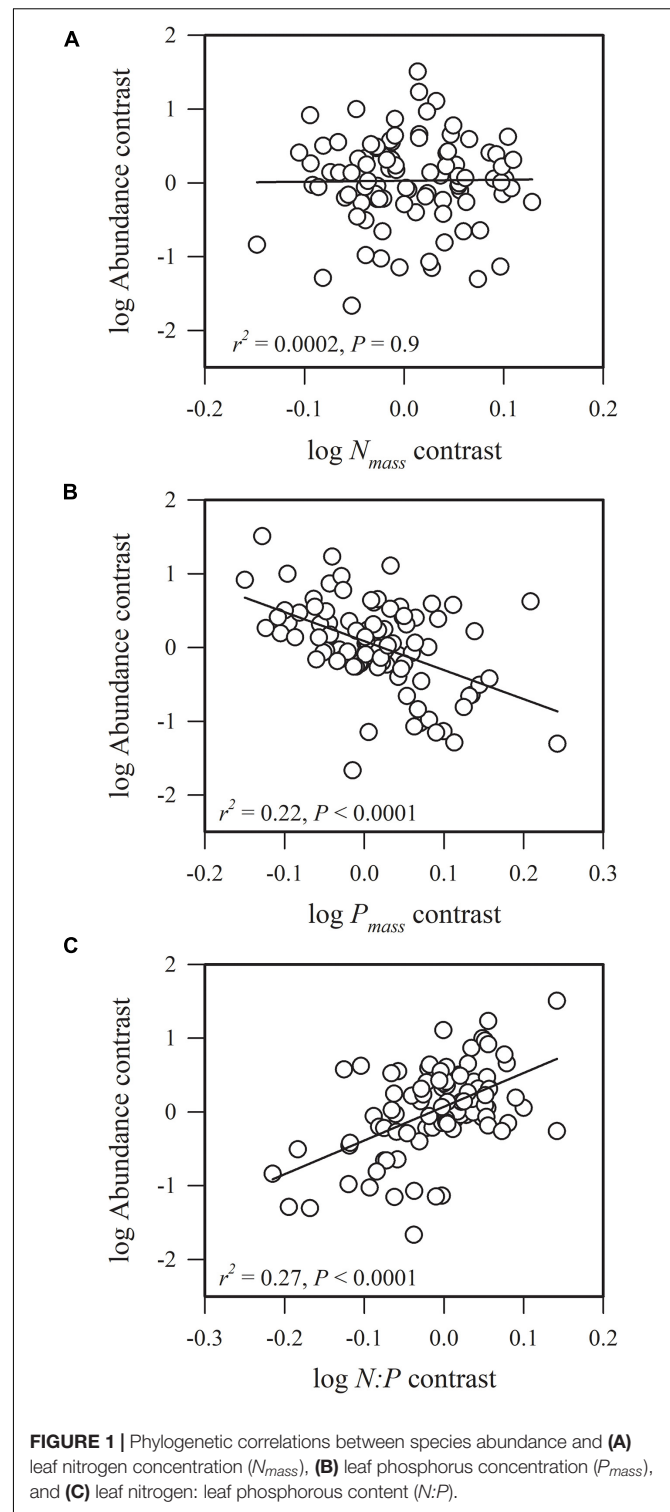 A
2
1
0
-1
-2
log Abundance contrast
r² = 0.0002, P = 0.9
-0.2 -0.1 0.0 0.1 0.2
log Nmass contrast
B
2
1
0
-1
-2
log Abundance contrast
r² = 0.22, P < 0.0001
-0.2 -0.1 0.0 0.1 0.2 0.3
log Pmass contrast
C
2
1
0
-1
-2
log Abundance contrast
r² = 0.27, P < 0.0001
-0.3 -0.2 -0.1 0.0 0.1 0.2
log N:P contrast
FIGURE 1 | Phylogenetic correlations between species abundance and (A)
leaf nitrogen concentration (Nmass), (B) leaf phosphorus concentration (Pmass),
and (C) leaf nitrogen: leaf phosphorous content (N:P).